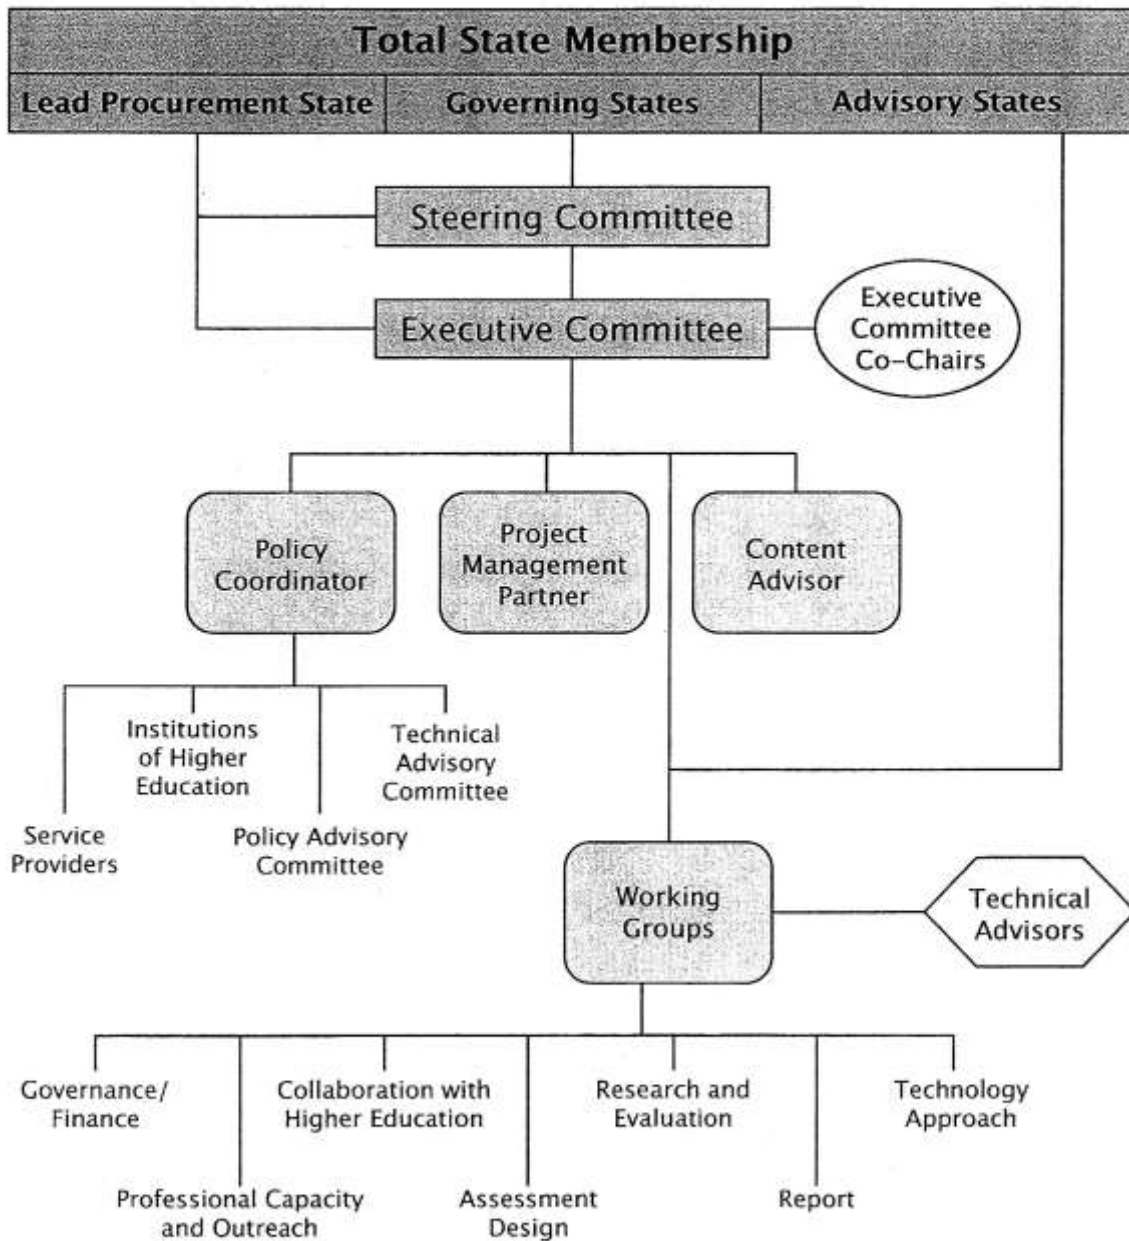 Total State Membership
Lead Procurement State
Governing States
Advisory States
Steering Committee
Executive Committee
Executive
Committee
Co-Chairs
Policy
Coordinator
Project
Management
Partner
Content
Advisor
Institutions
of Higher
Education
Technical
Advisory
Committee
Service
Providers
Policy Advisory
Committee
Working
Groups
Technical
Advisors
Governance/
Finance
Collaboration with
Higher Education
Research and
Evaluation
Technology
Approach
Professional Capacity
and Outreach
Assessment
Design
Report